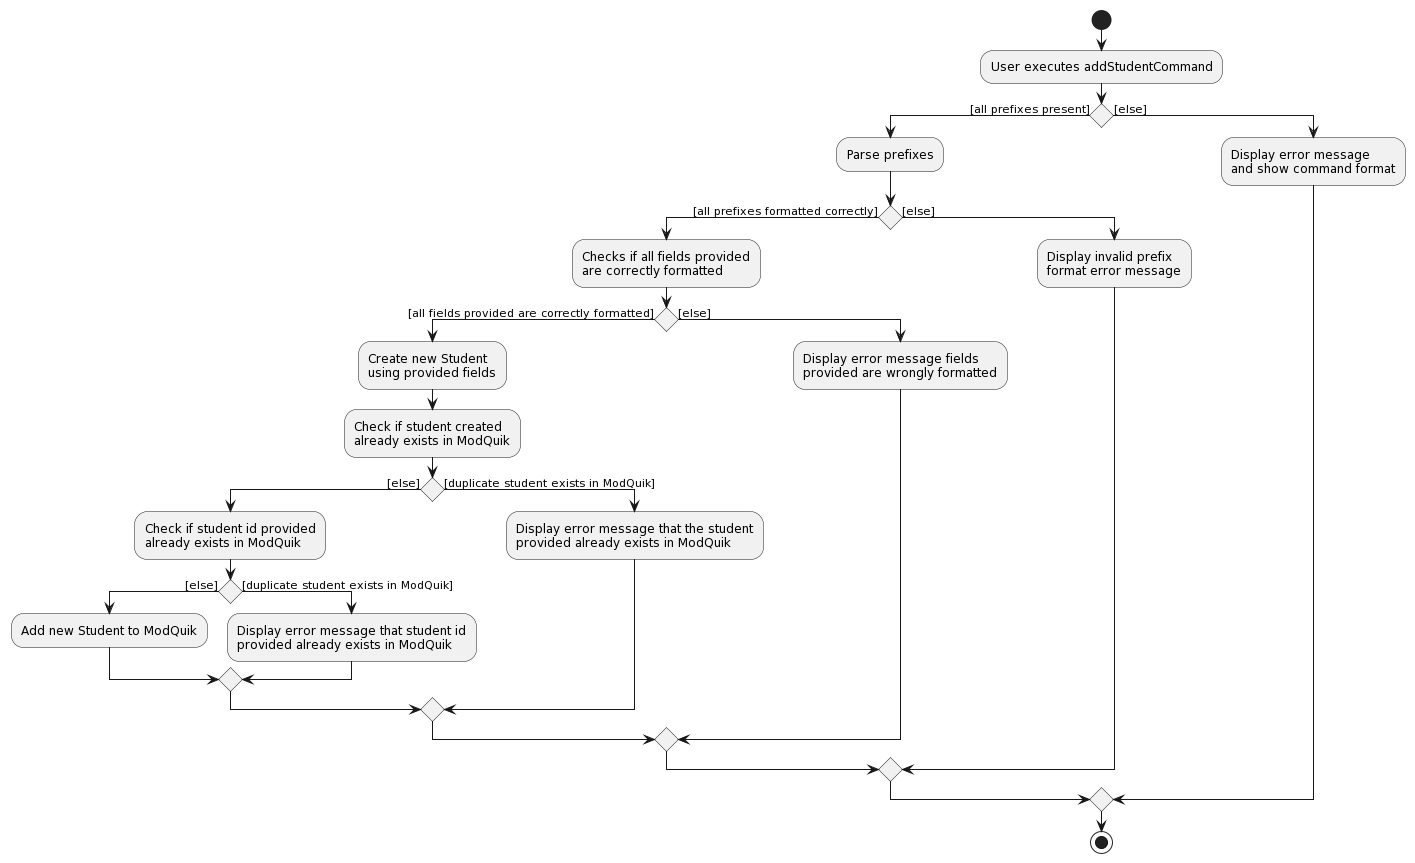 User executes addStudentCommand
[all prefixes present]
[else]
Parse prefixes
Display error message
and show command format
[all prefixes formatted correctly]
[else]
Checks if all fields provided
are correctly formatted
Display invalid prefix
format error message
[all fields provided are correctly formatted]
[else]
Create new Student
using provided fields
Display error message fields
provided are wrongly formatted
Check if student created
already exists in ModQuik
[else]
[duplicate student exists in ModQuik]
Check if student id provided
already exists in ModQuik
Display error message that the student
provided already exists in ModQuik
[else]
[duplicate student exists in ModQuik]
Add new Student to ModQuik
Display error message that student id
provided already exists in ModQuik